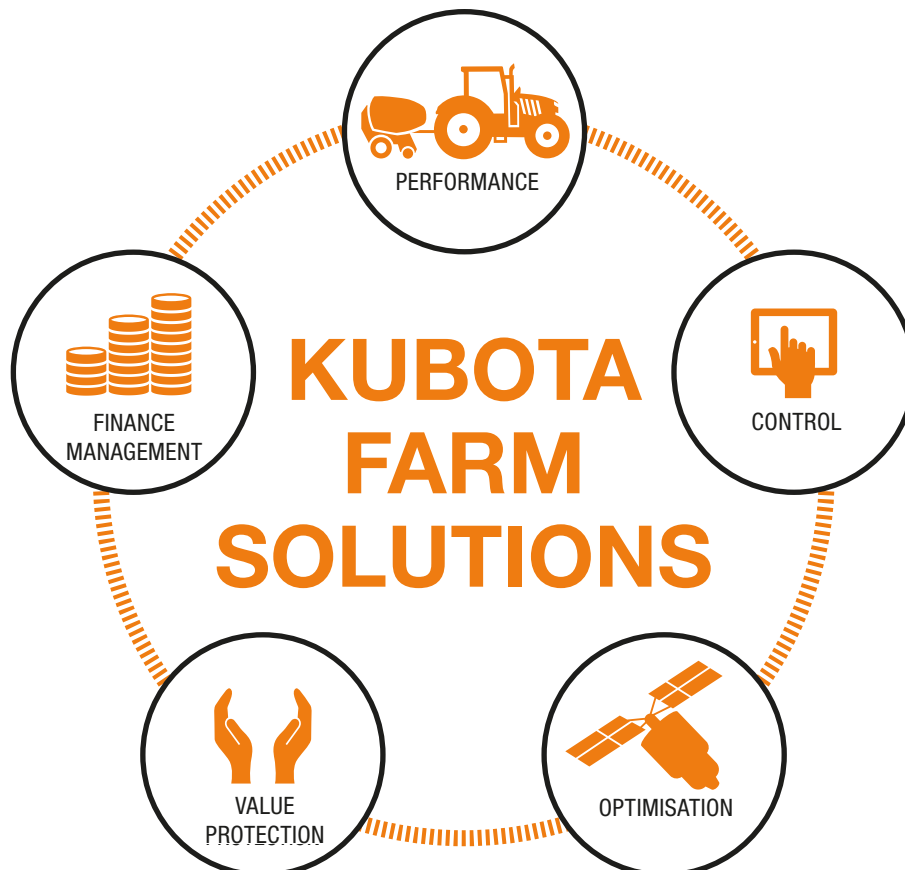 PERFORMANCE
FINANCE
MANAGEMENT
KUBOTA
FARM
SOLUTIONS
CONTROL
VALUE
PROTECTION
OPTIMISATION